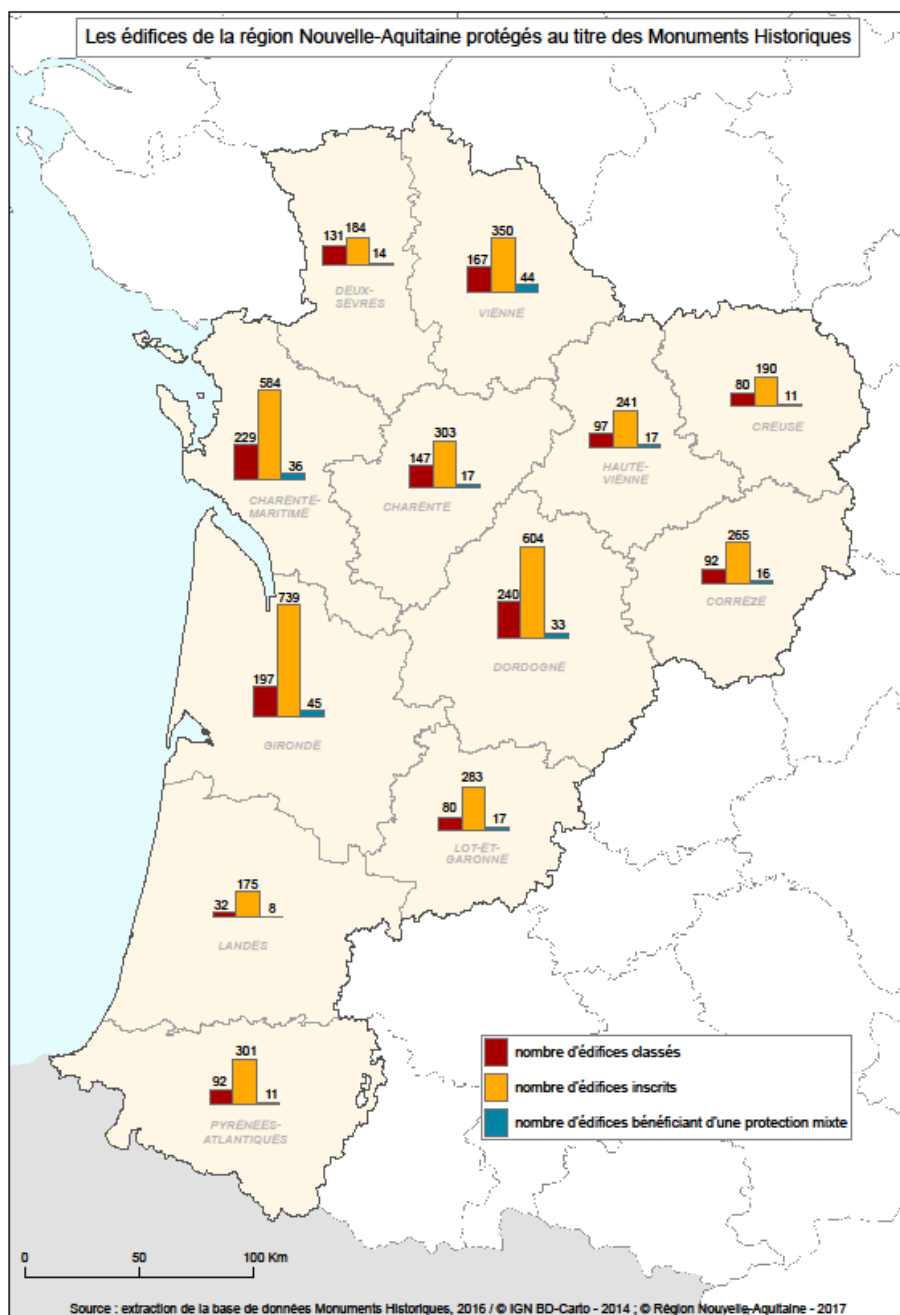 Les édifices de la région Nouvelle-Aquitaine protégés au titre des Monuments Historiques
131 184 14
DEUX-
SÈVRES
167 350 44
VIENNE
229 584 36
CHARENTE-
MARITIME
147 303 17
CHARENTE
97 241 17
HAUTE-
VIENNE
80 190 11
CREUSE
92 265 16
CORRÈZE
240 604 33
DORDOGNE
197 739 45
GIRONDE
80 283 17
LOT-ET-
GARONNE
32 175 8
LANDES
92 301 11
PYRÉNÉES-
ATLANTIQUES
nombre d'édifices classés
nombre d'édifices inscrits
nombre d'édifices bénéficiant d'une protection mixte
0 50 100 Km
Source : extraction de la base de données Monuments Historiques, 2016 / © IGN BD-Carto - 2014 ; © Région Nouvelle-Aquitaine - 2017